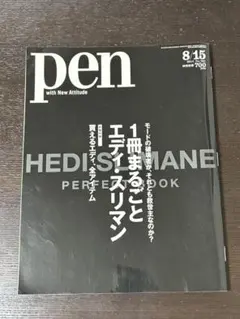 pen
with New Attitude
8/15
700
HEDI SLIMANE
PERFECT BOOK
モードの破壊者か、それとも救世主なのか?
1冊まるごと
エディ・スリマン
買えるエディ、全アイテム